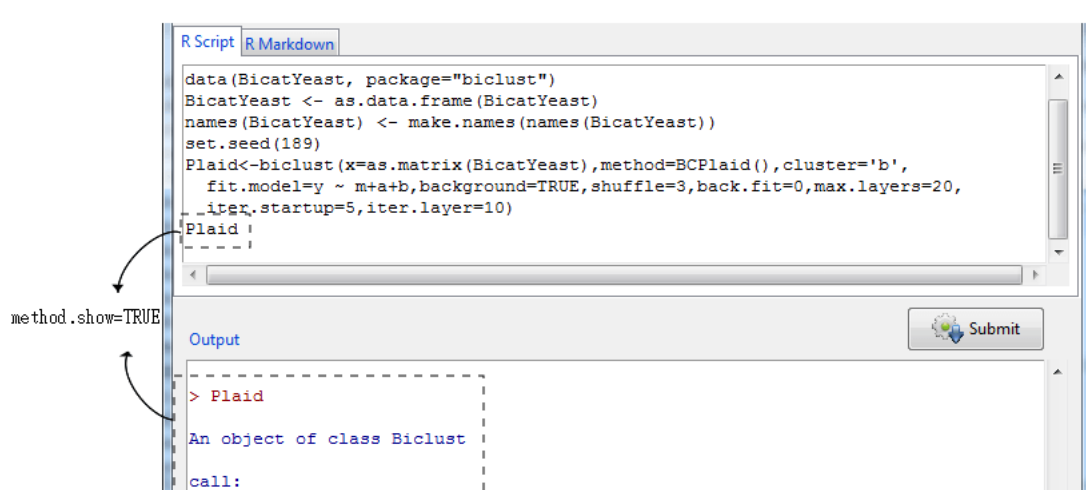 R Script R Markdown
data(BicatYeast, package="biclust")
BicatYeast <- as.data.frame(BicatYeast)
names(BicatYeast) <- make.names(names(BicatYeast))
set.seed(189)
Plaid<-biclust(x=as.matrix(BicatYeast),method=BCPlaid(),cluster='b',
  fit.model=y ~ m+a+b,background=TRUE,shuffle=3,back.fit=0,max.layers=20,
  iter.startup=5,iter.layer=10)
Plaid
method.show=TRUE
Submit
Output
> Plaid
An object of class Biclust
call: